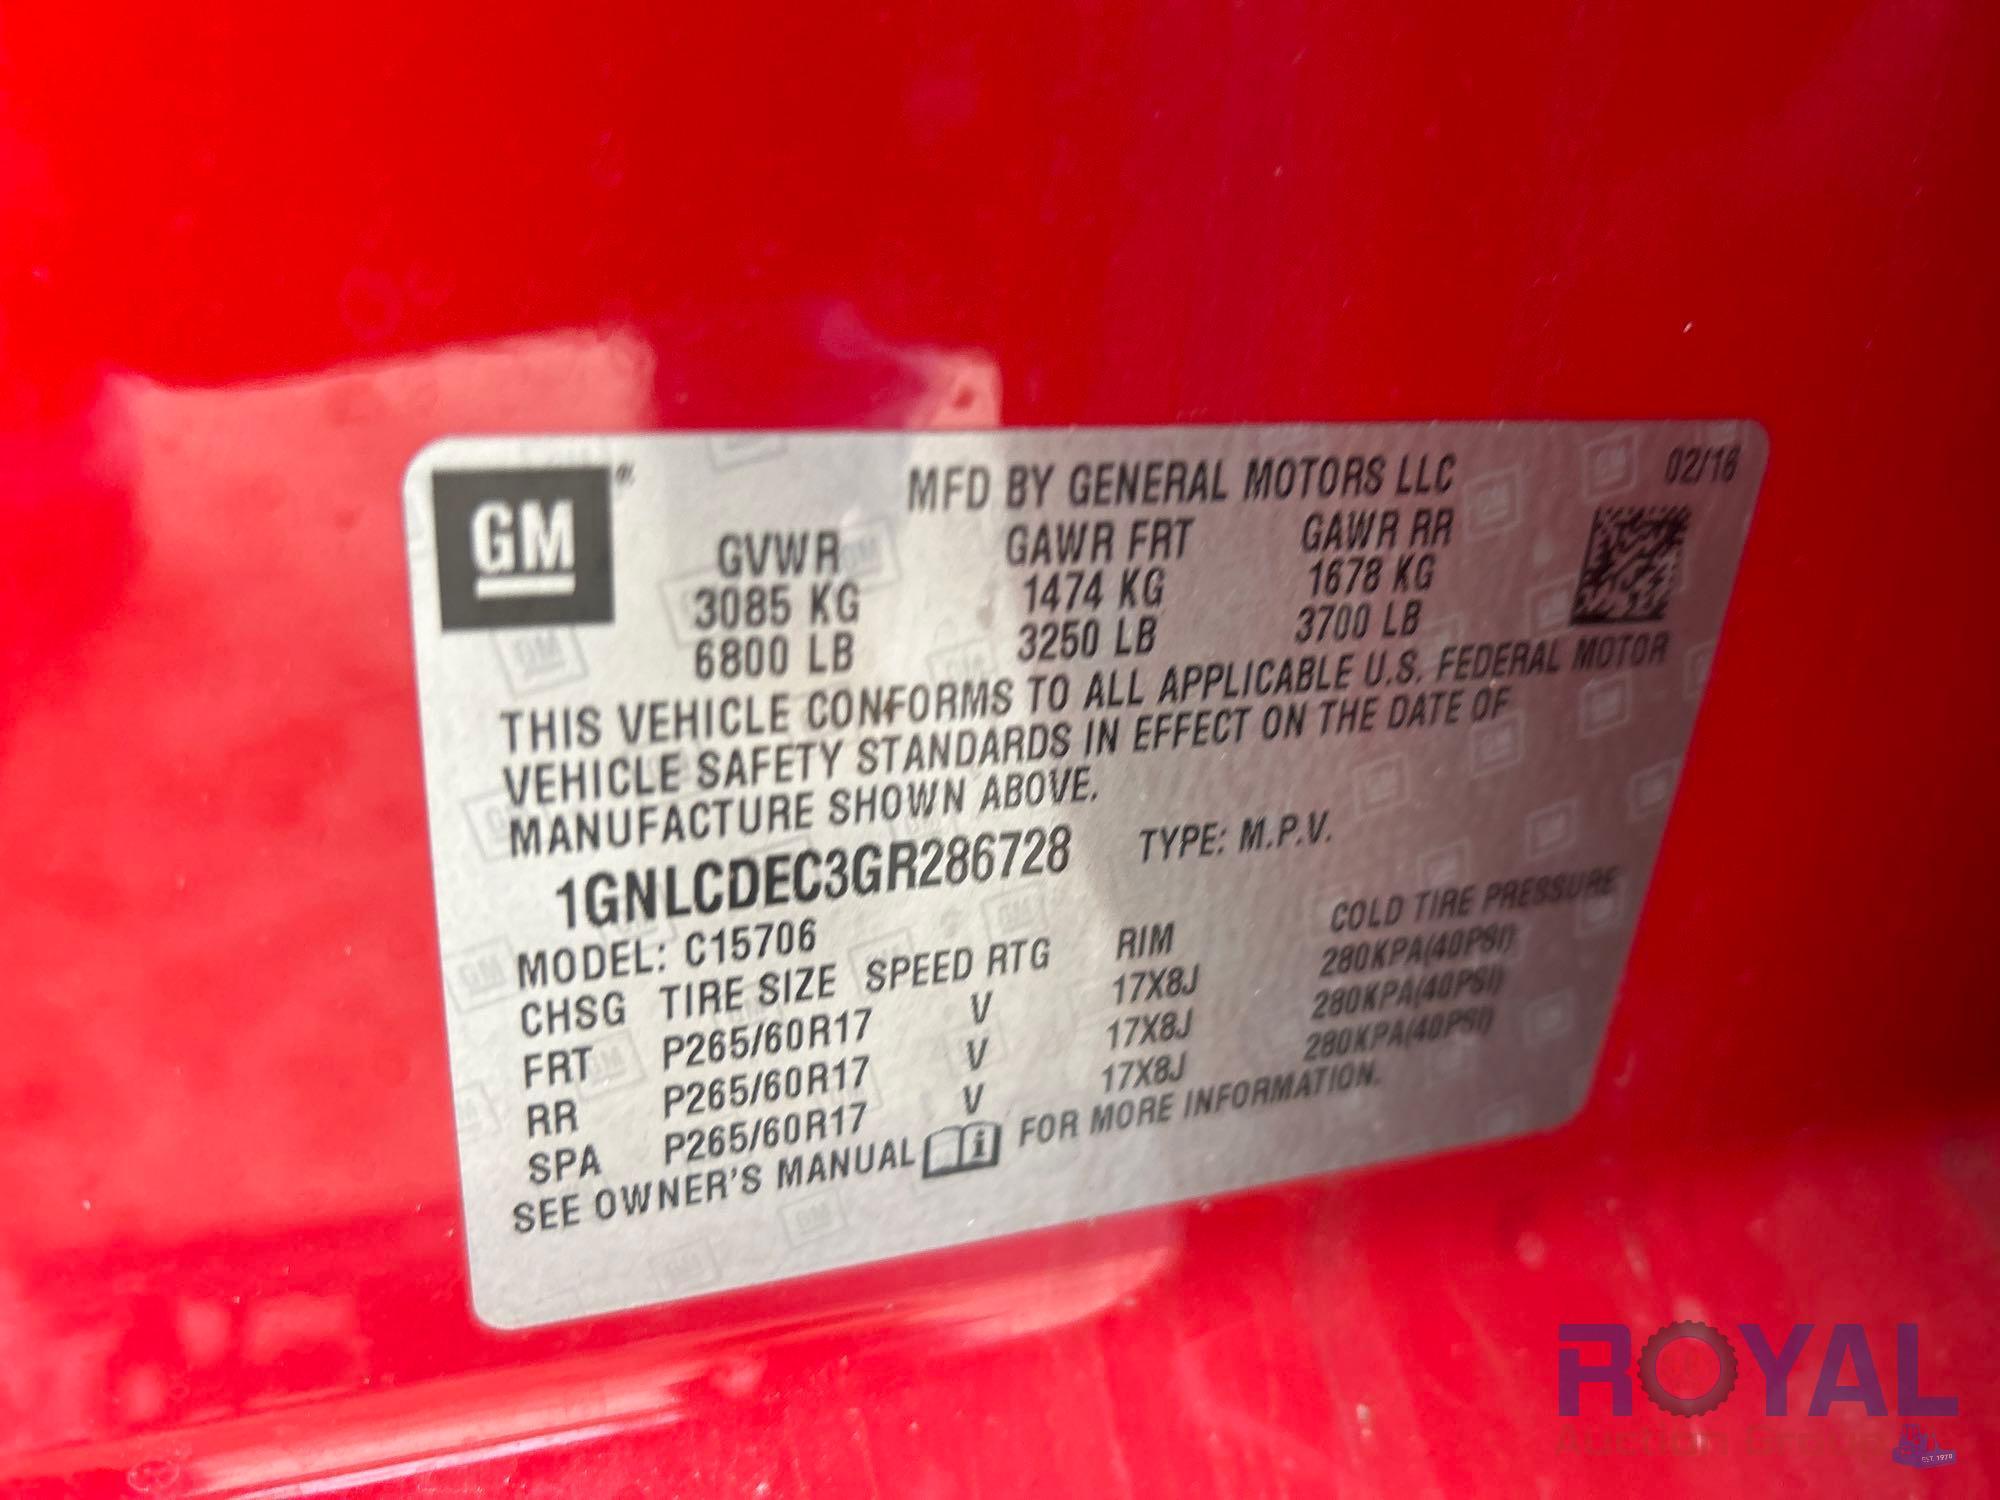 GM
MFD BY GENERAL MOTORS LLC
02/16
GVWR GAWR FRT GAWR RR
3085 KG 1474 KG 1678 KG
6800 LB 3250 LB 3700 LB
THIS VEHICLE CONFORMS TO ALL APPLICABLE U.S. FEDERAL MOTOR
VEHICLE SAFETY STANDARDS IN EFFECT ON THE DATE OF
MANUFACTURE SHOWN ABOVE.
1GNLCDEC3GR286728 TYPE: M.P.V.
MODEL: C15706
CHSG TIRE SIZE SPEED RTG RIM COLD TIRE PRESSURE
FRT P265/60R17 V 17X8J 280KPA(40PSI)
RR P265/60R17 V 17X8J 280KPA(40PSI)
SPA P265/60R17 V 17X8J 280KPA(40PSI)
SEE OWNER'S MANUAL FOR MORE INFORMATION.
ROYAL
Auction Group
EST. 1970